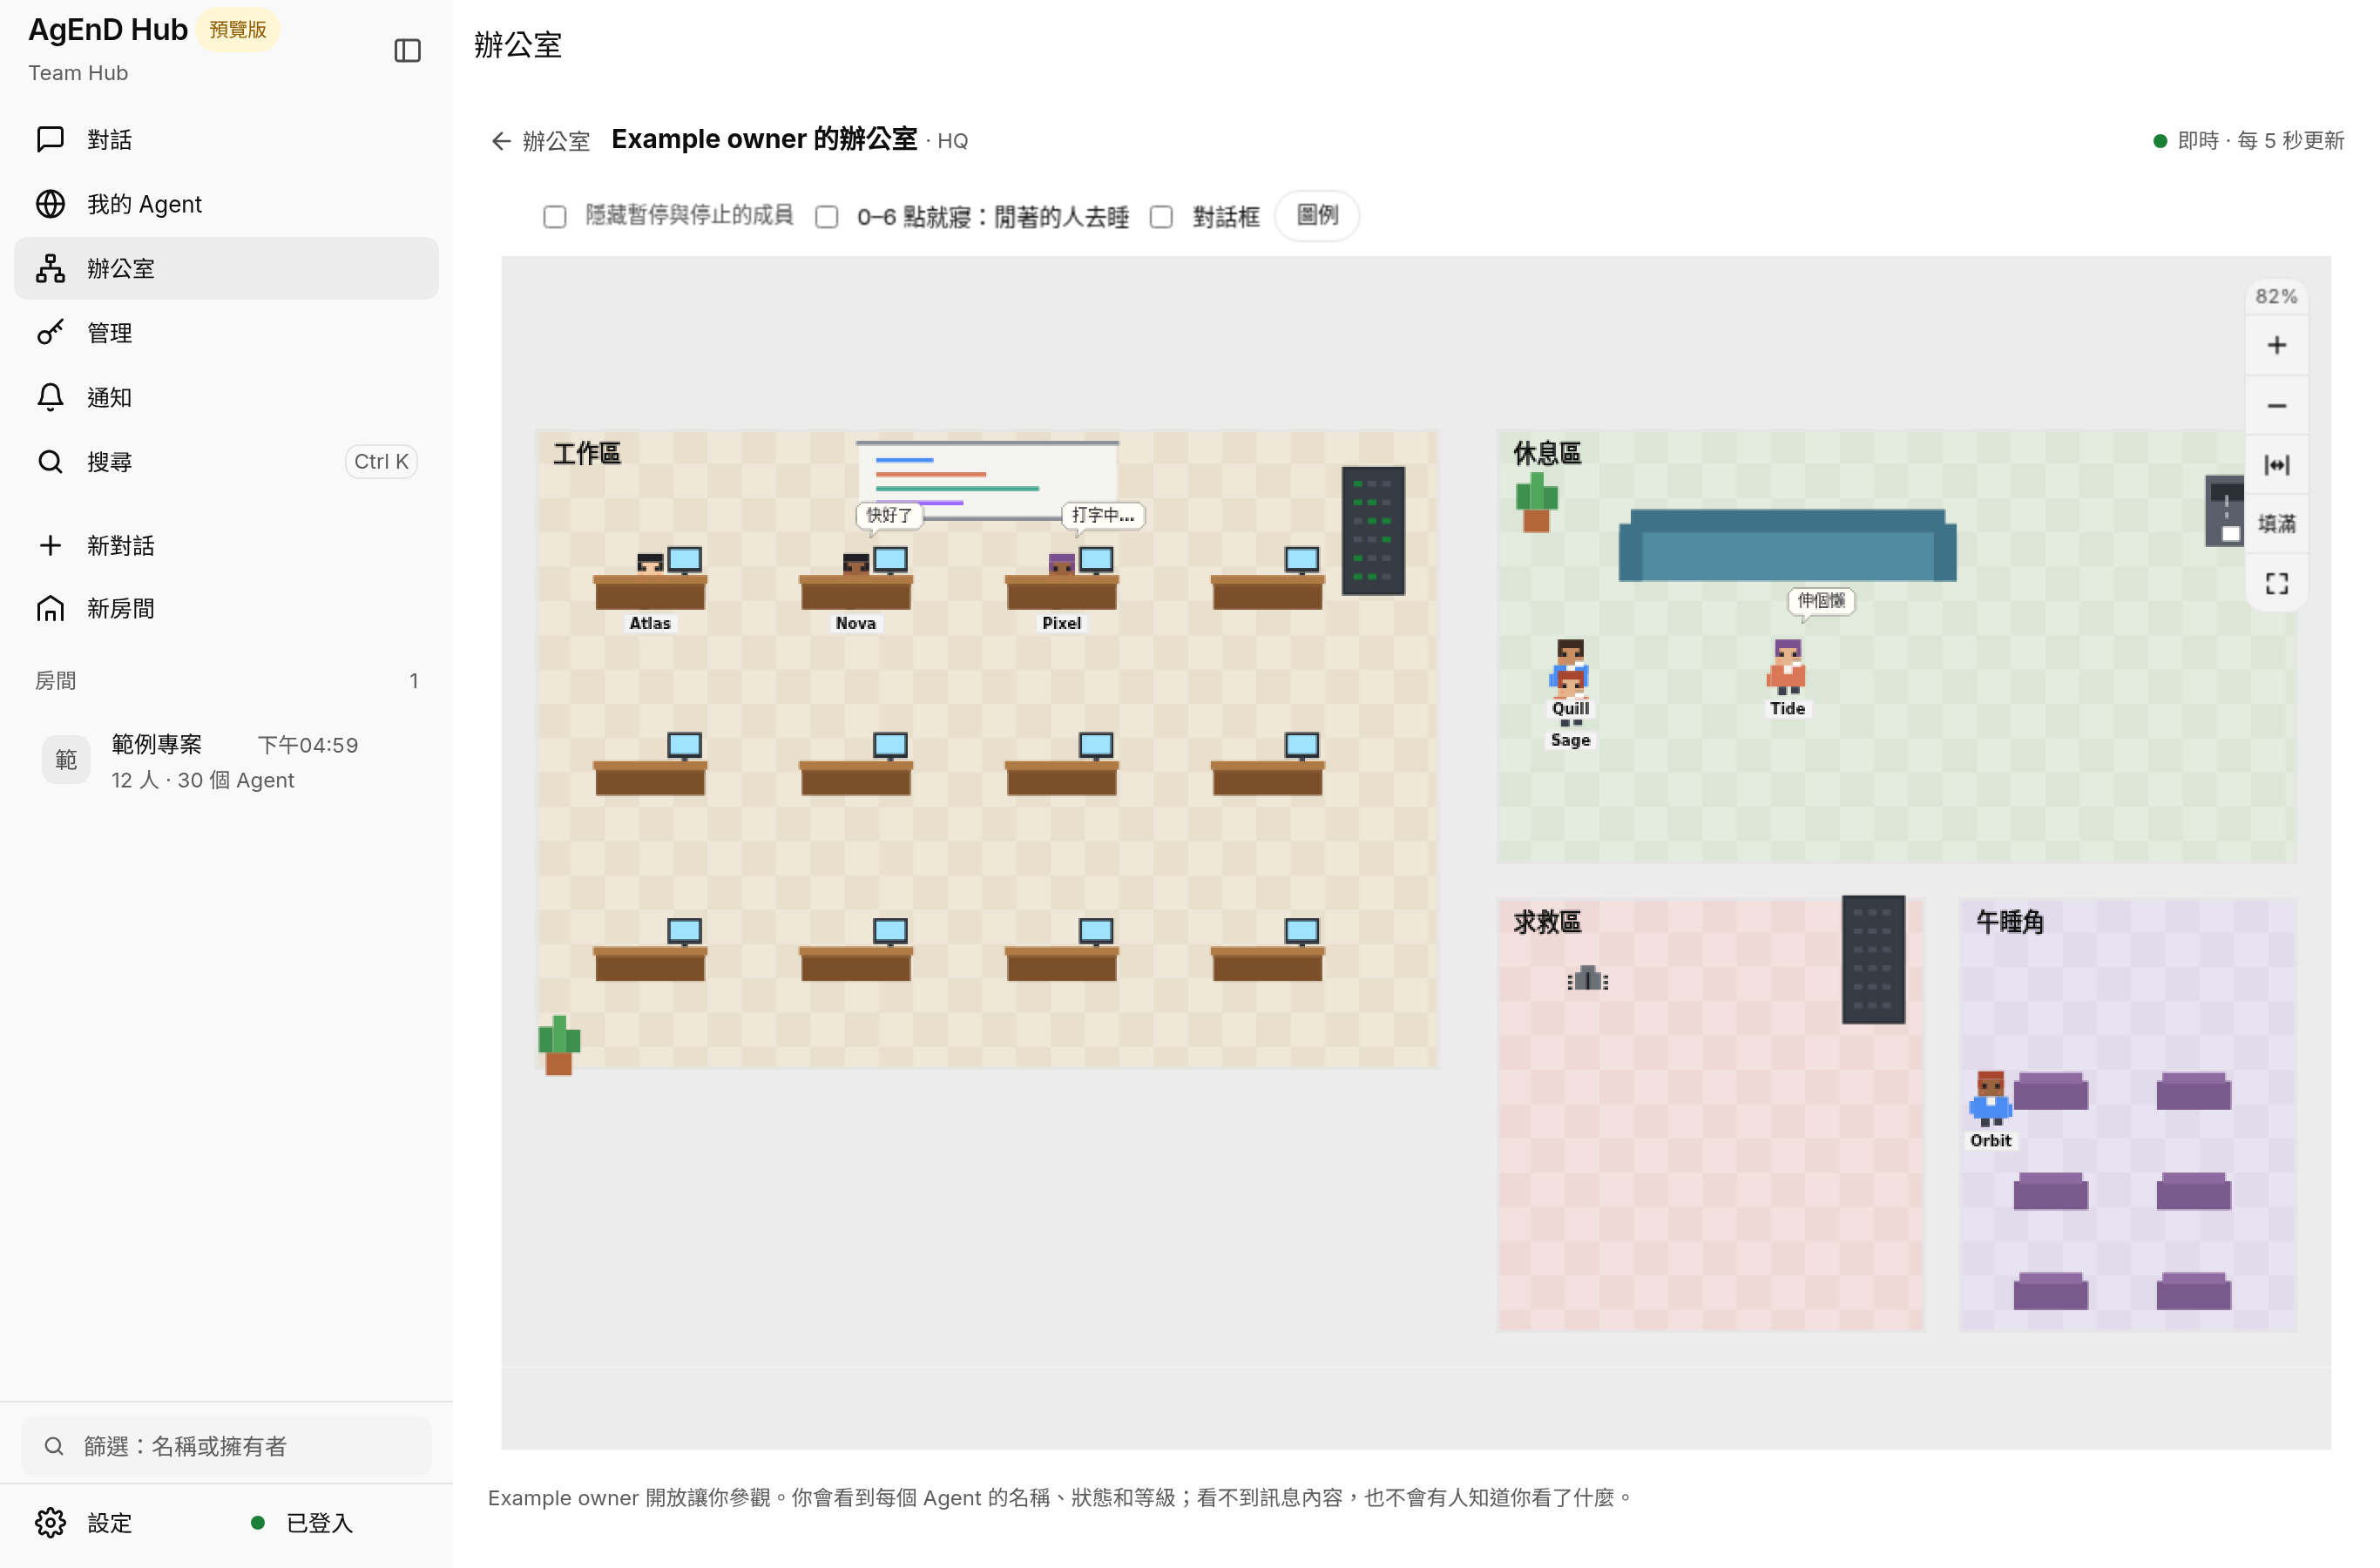 AgEnD Hub 預覽版
Team Hub
對話
我的 Agent
辦公室
管理
通知
搜尋 Ctrl K
新對話
新房間
房間 1
範
範例專案 下午04:59
12 人 · 30 個 Agent
篩選：名稱或擁有者
設定 已登入
辦公室
辦公室 Example owner 的辦公室 · HQ
即時 · 每 5 秒更新
隱藏暫停與停止的成員 0–6 點就寢：閒著的人去睡 對話框 圖例
82%
填滿
工作區
快好了
打字中...
Atlas
Nova
Pixel
休息區
伸個懶
Quill
Tide
Sage
求救區
午睡角
Orbit
Example owner 開放讓你參觀。你會看到每個 Agent 的名稱、狀態和等級；看不到訊息內容，也不會有人知道你看了什麼。